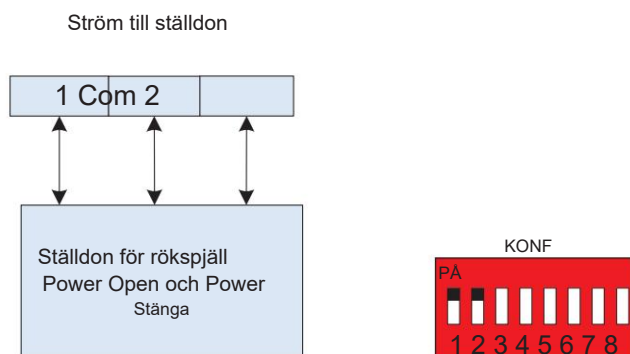 Ström till ställdon
1 Com 2
Ställdon för rökspjäll
Power Open och Power
Stänga
KONF
PÅ
1 2 3 4 5 6 7 8